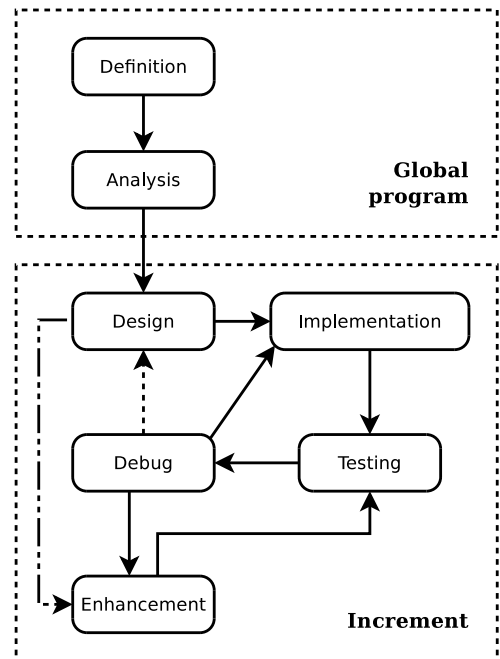 Definition
Analysis
Global
program
Design
Implementation
Debug
Testing
Enhancement
Increment